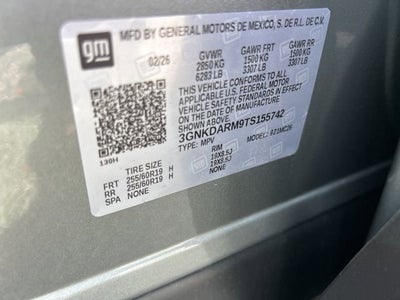 gm
MFD BY GENERAL MOTORS DE MEXICO, S. DE R.L. DE C.V.
02/26 GVWR GAWR FRT GAWR RR
2850 KG 1500 KG 1500 KG
6283 LB 3307 LB 3307 LB
THIS VEHICLE CONFORMS TO ALL APPLICABLE
U.S. FEDERAL MOTOR
VEHICLE SAFETY STANDARDS IN EFFECT ON THE DATE OF
MANUFACTURE SHOWN ABOVE.
3GNKDARM9TS155742
TYPE: MPV MODEL:
130H
TIRE SIZE RIM
FRT 255/60R19 H 19X8.5J
RR 255/60R19 H 19X8.5J
SPA NONE NONE